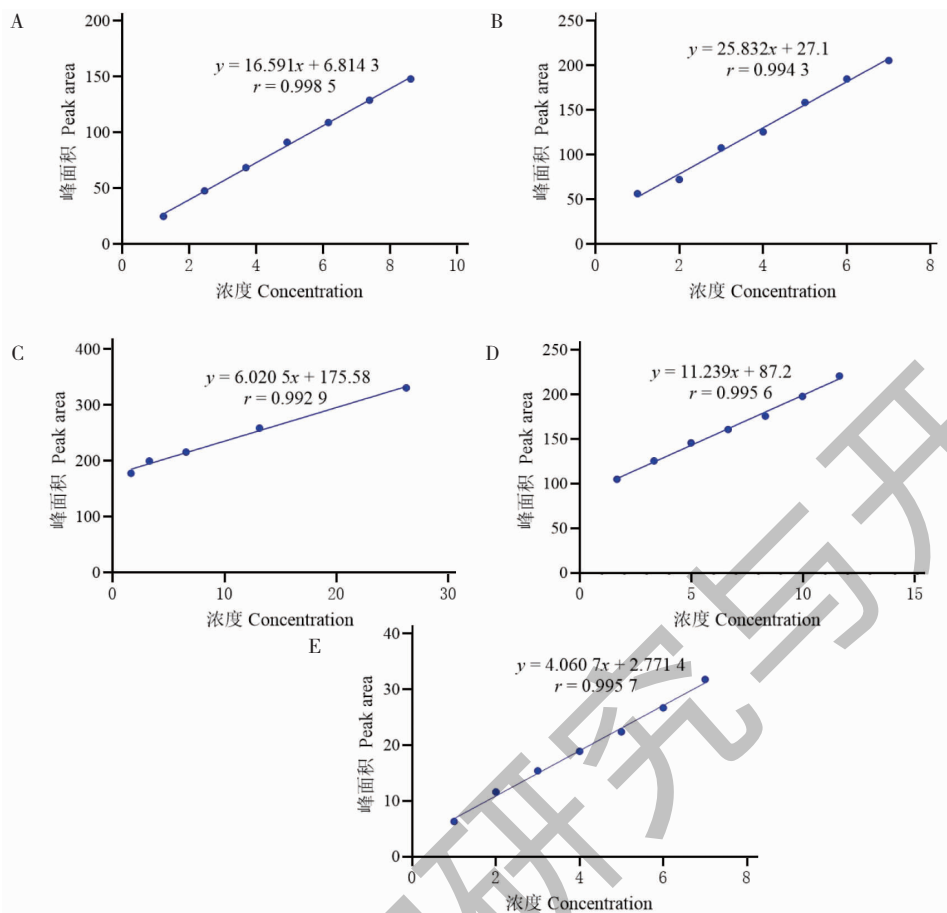 A
200
150
100
50
0
峰面积 Peak area
y = 16.591x + 6.814 3
r = 0.998 5
0 2 4 6 8 10
浓度 Concentration
B
250
200
150
100
50
0
峰面积 Peak area
y = 25.832x + 27.1
r = 0.994 3
0 2 4 6 8
浓度 Concentration
C
400
300
200
100
0
峰面积 Peak area
y = 6.020 5x + 175.58
r = 0.992 9
0 10 20 30
浓度 Concentration
D
250
200
150
100
50
0
峰面积 Peak area
y = 11.239x + 87.2
r = 0.995 6
0 5 10 15
浓度 Concentration
E
40
30
20
10
0
峰面积 Peak area
y = 4.060 7x + 2.771 4
r = 0.995 7
0 2 4 6 8
浓度 Concentration
研究与开